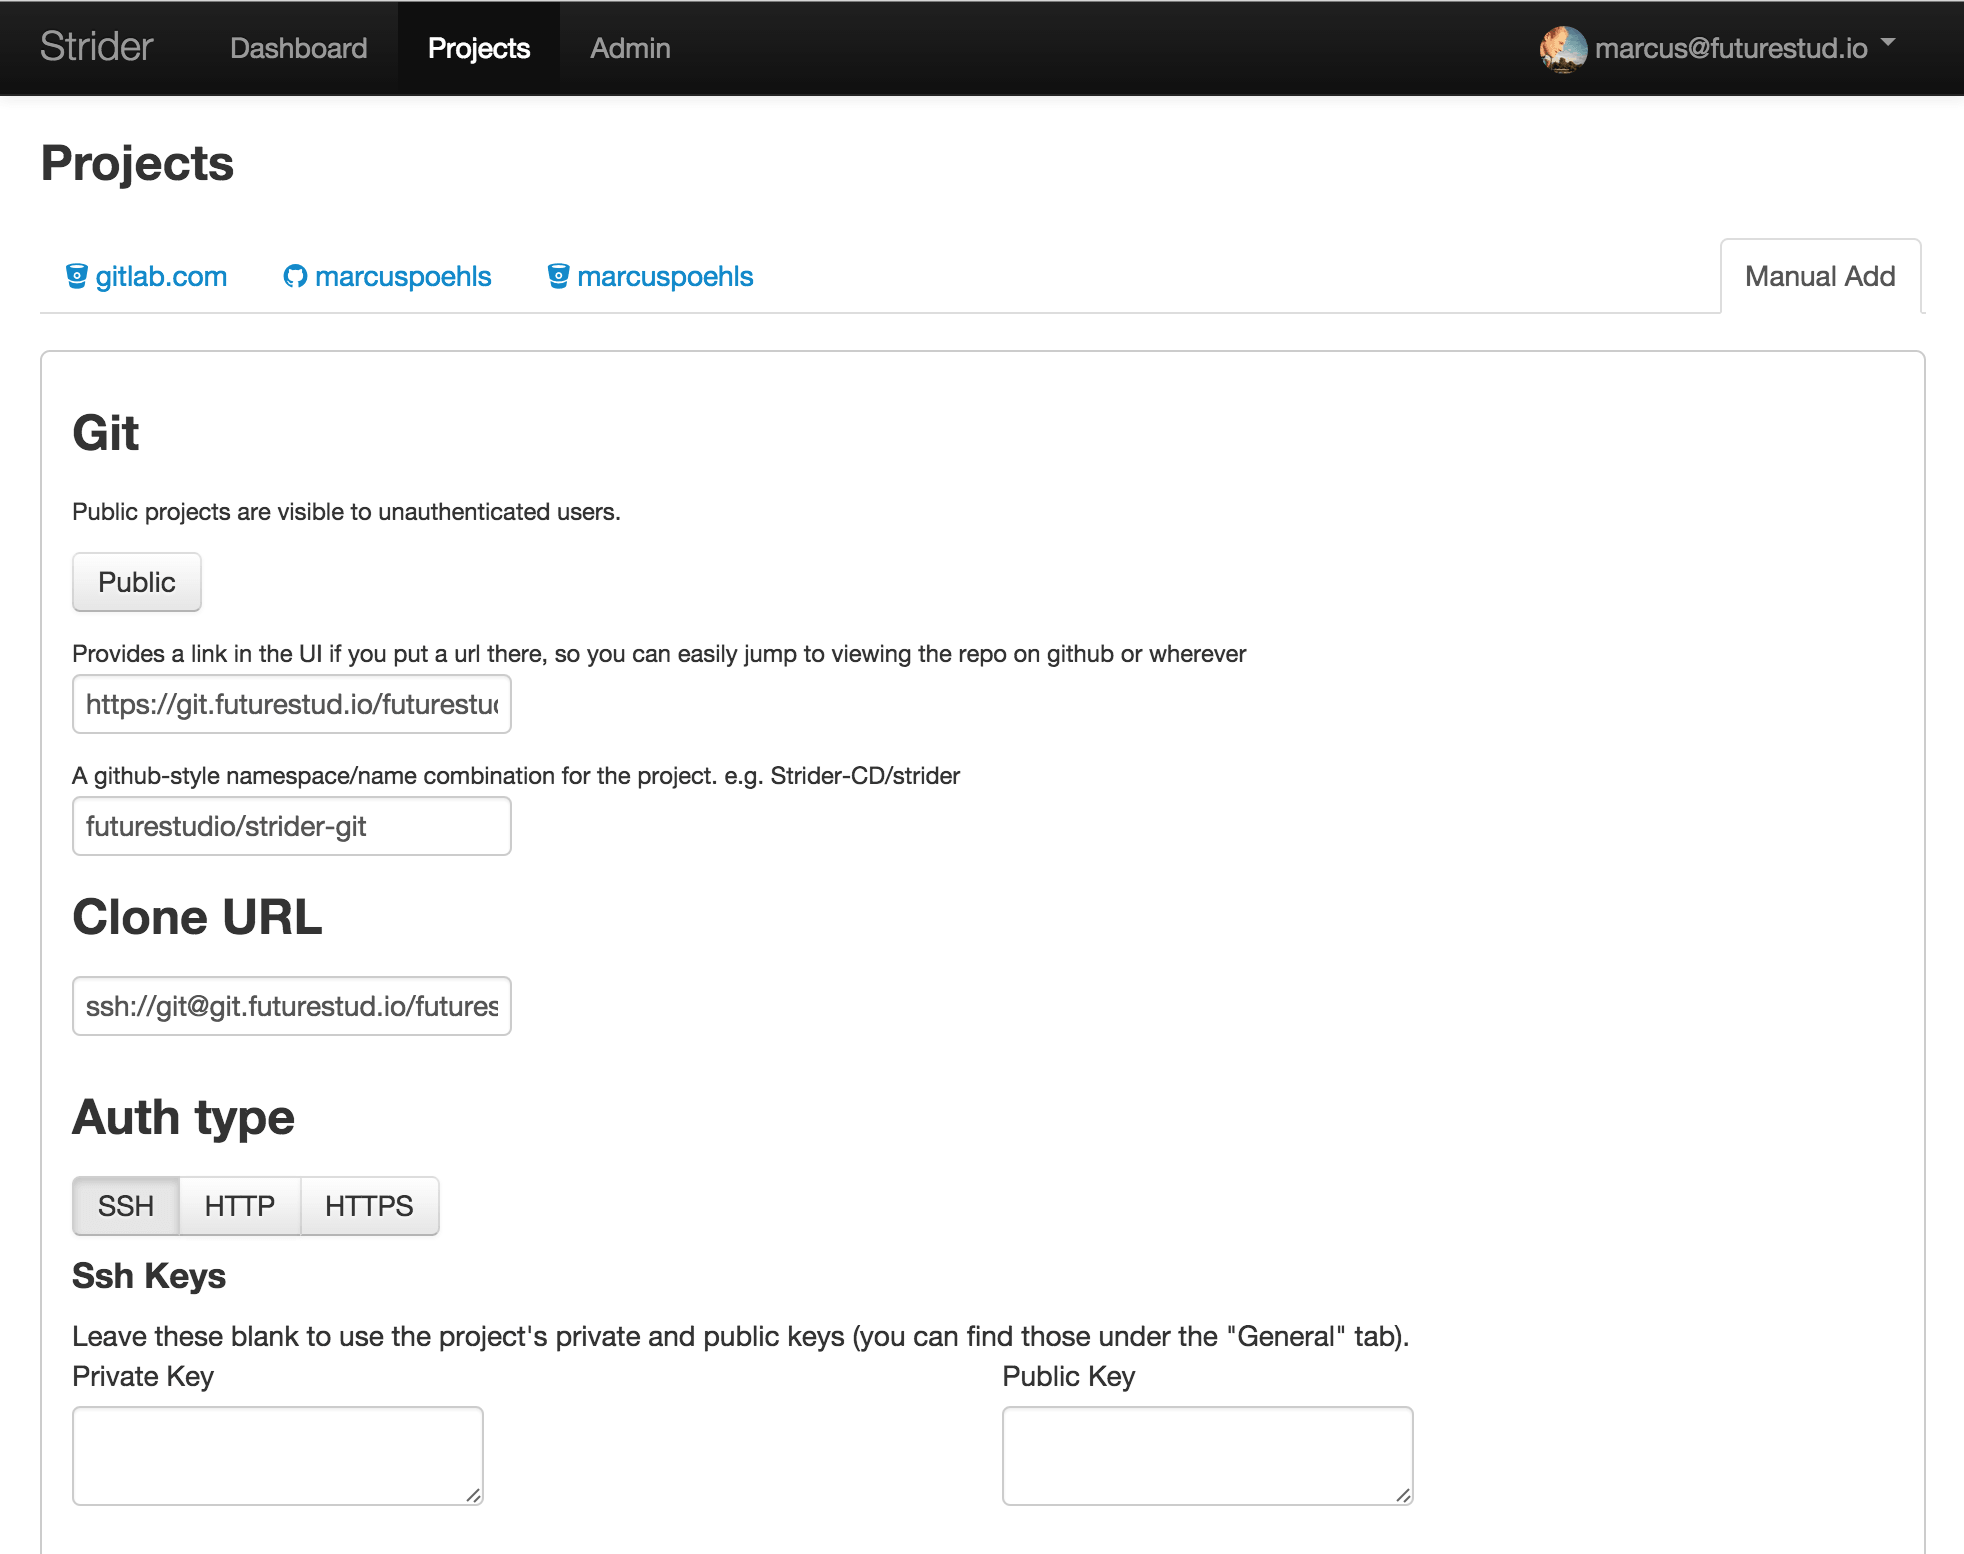 Strider Dashboard Projects Admin marcus@futurestud.io
Projects
gitlab.com marcuspoehls marcuspoehls Manual Add
Git
Public projects are visible to unauthenticated users.
Public
Provides a link in the UI if you put a url there, so you can easily jump to viewing the repo on github or wherever
https://git.futurestud.io/futurestuc
A github-style namespace/name combination for the project. e.g. Strider-CD/strider
futurestudio/strider-git
Clone URL
ssh://git@git.futurestud.io/futures
Auth type
SSH HTTP HTTPS
Ssh Keys
Leave these blank to use the project's private and public keys (you can find those under the "General" tab).
Private Key Public Key